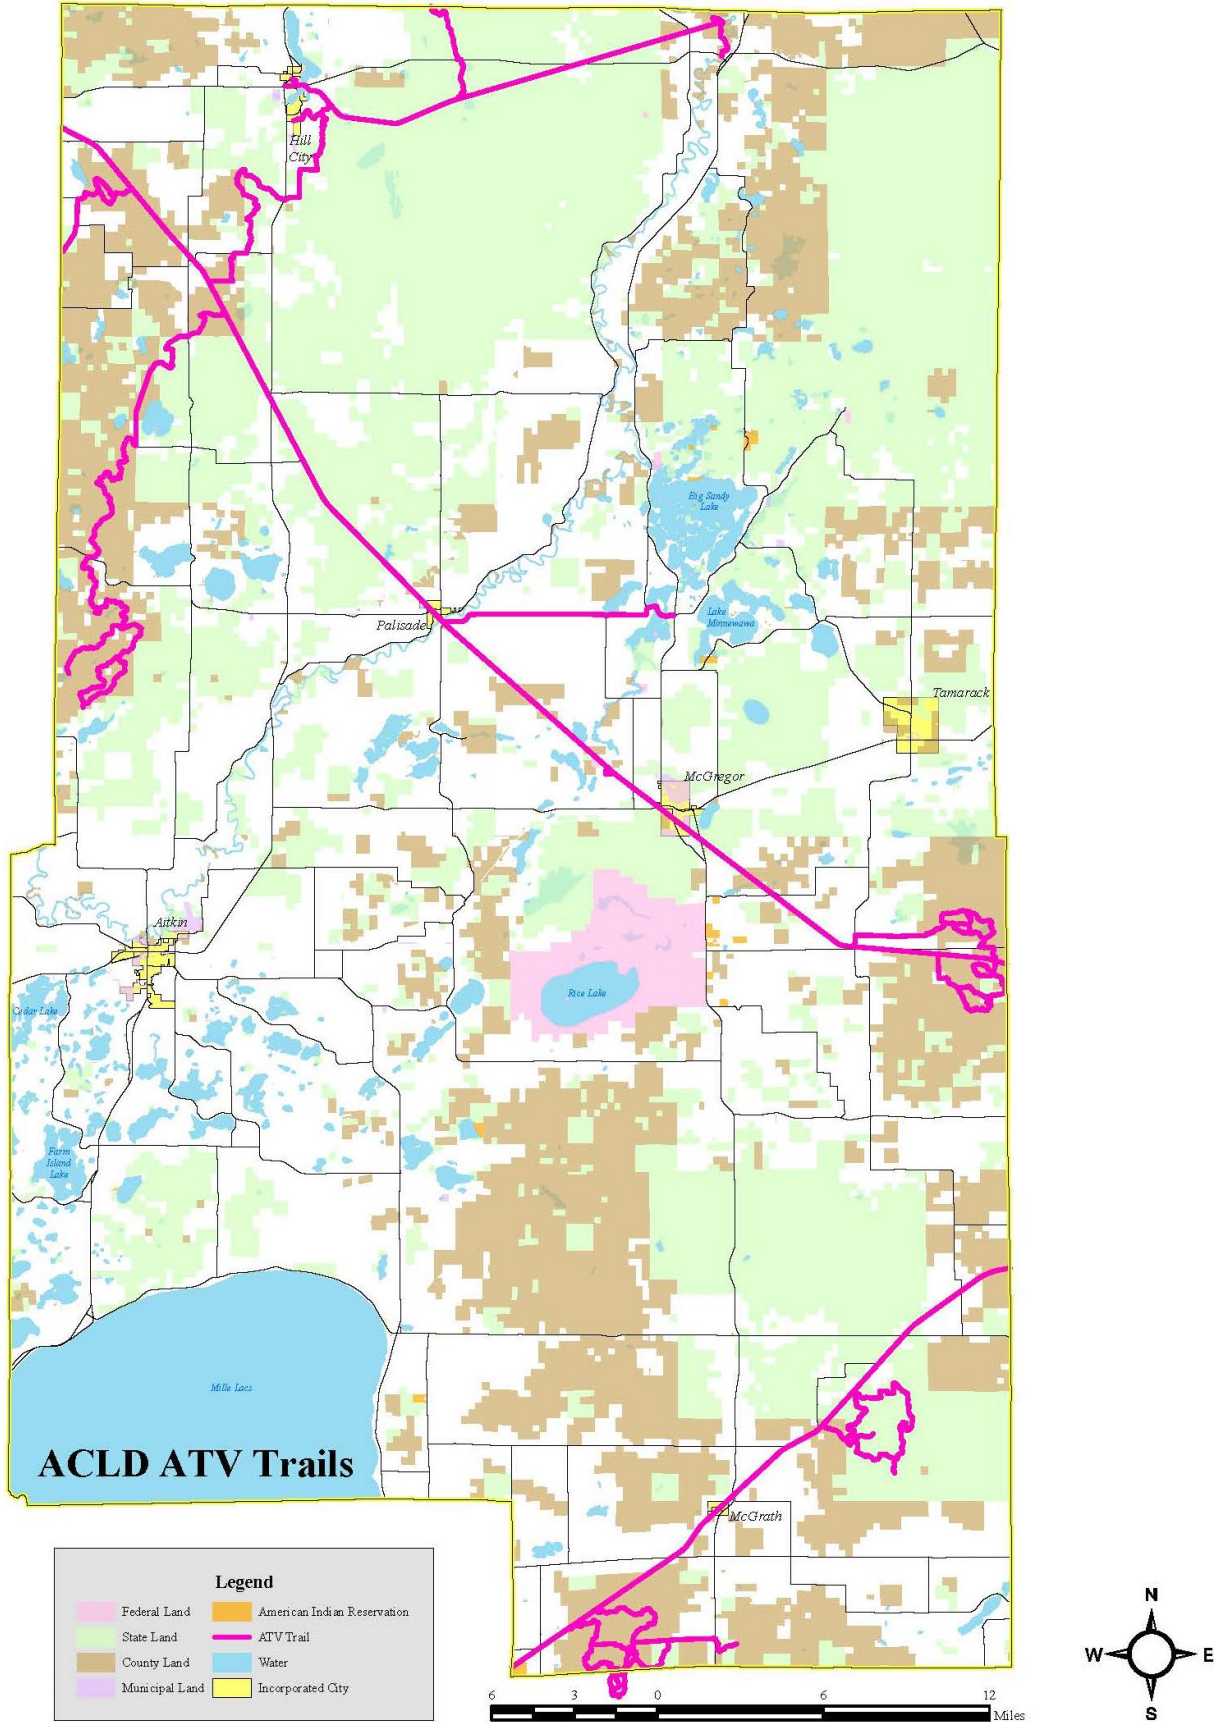 Hill
City
Big Sandy
Lake
Lake
Minnewawa
Palisade
Tamarack
McGregor
Aitkin
Rice Lake
Cedar Lake
Farm
Island
Lake
Mille Lacs
ACLD ATV Trails
McGrath
Legend
Federal Land
American Indian Reservation
State Land
ATV Trail
County Land
Water
Municipal Land
Incorporated City
6 3 0 6 12
Miles
N
W E
S